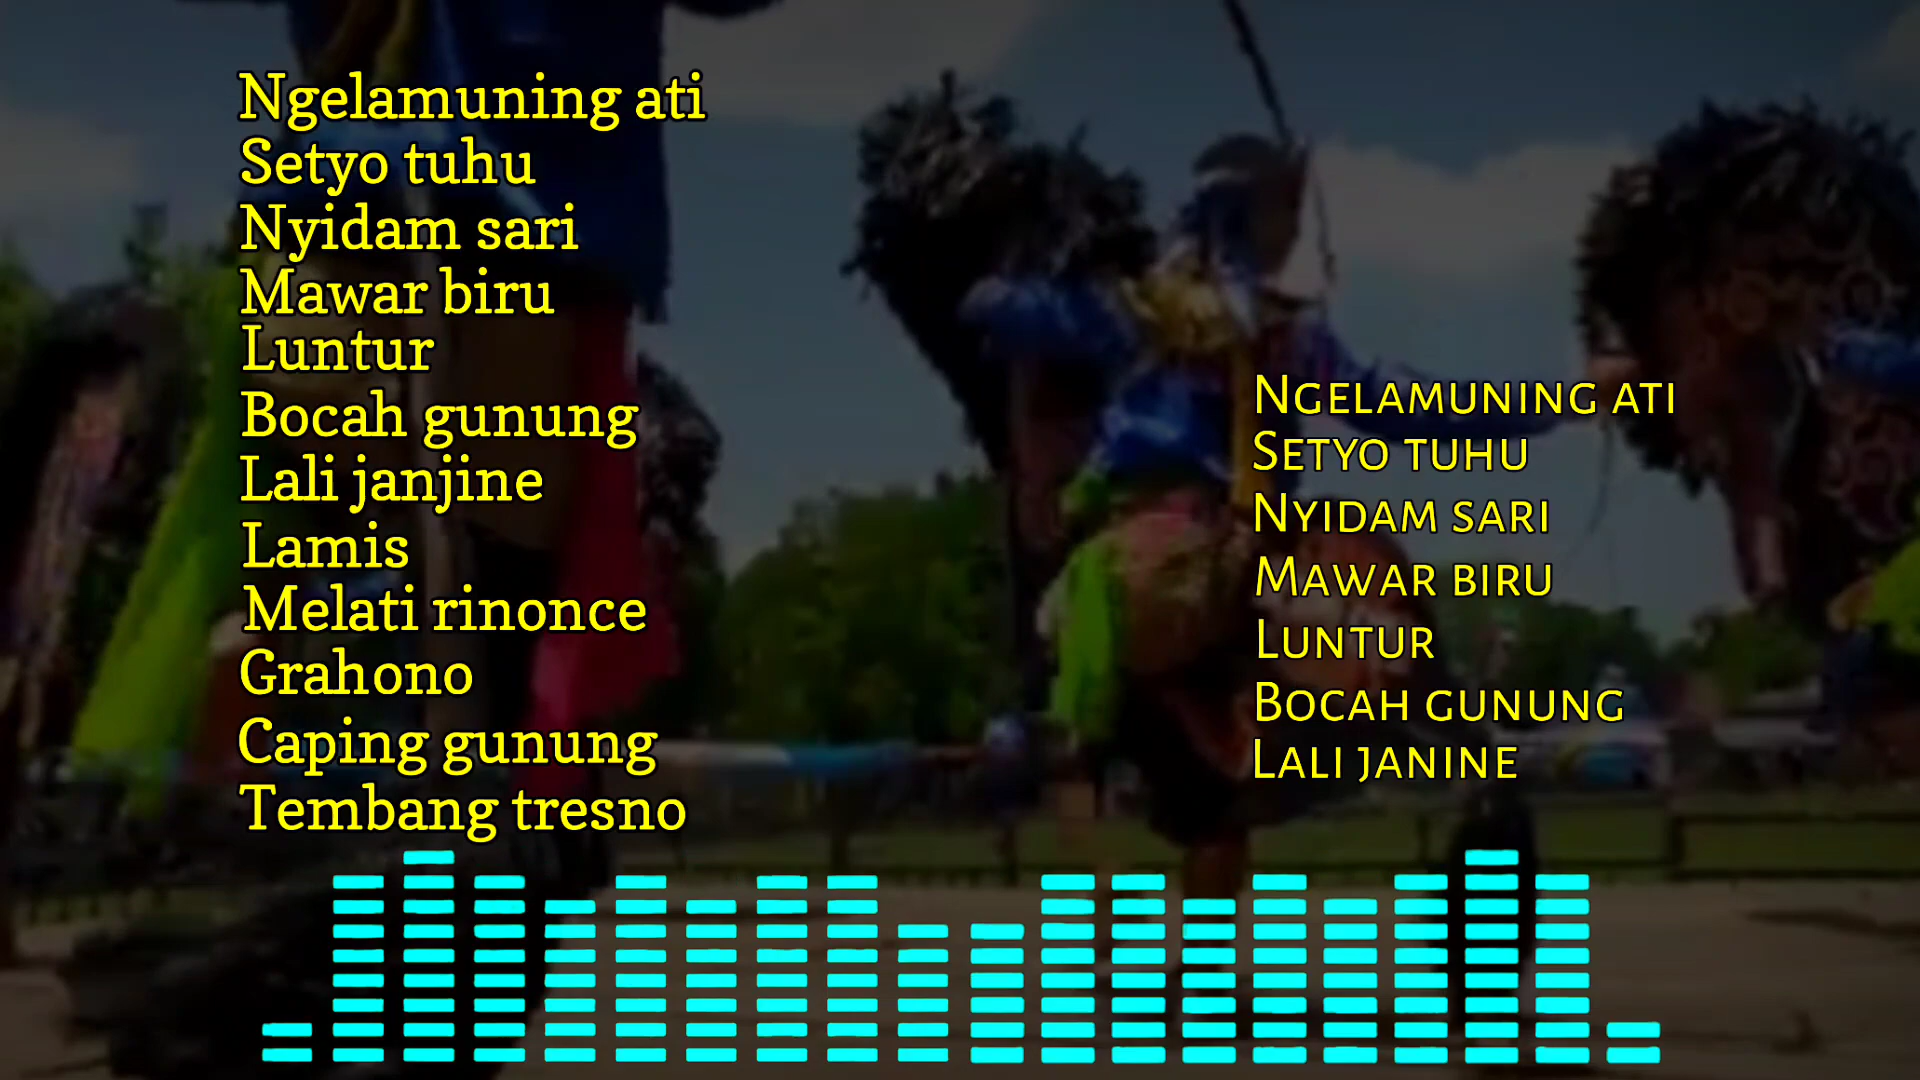 Ngelamuning ati
Setyo tuhu
Nyidam sari
Mawar biru
Luntur
Bocah gunung
Lali janjine
Lamis
Melati rinonce
Grahono
Caping gunung
Tembang tresno
Ngelamuning ati
Setyo tuhu
Nyidam sari
Mawar biru
Luntur
Bocah gunung
Lali janine